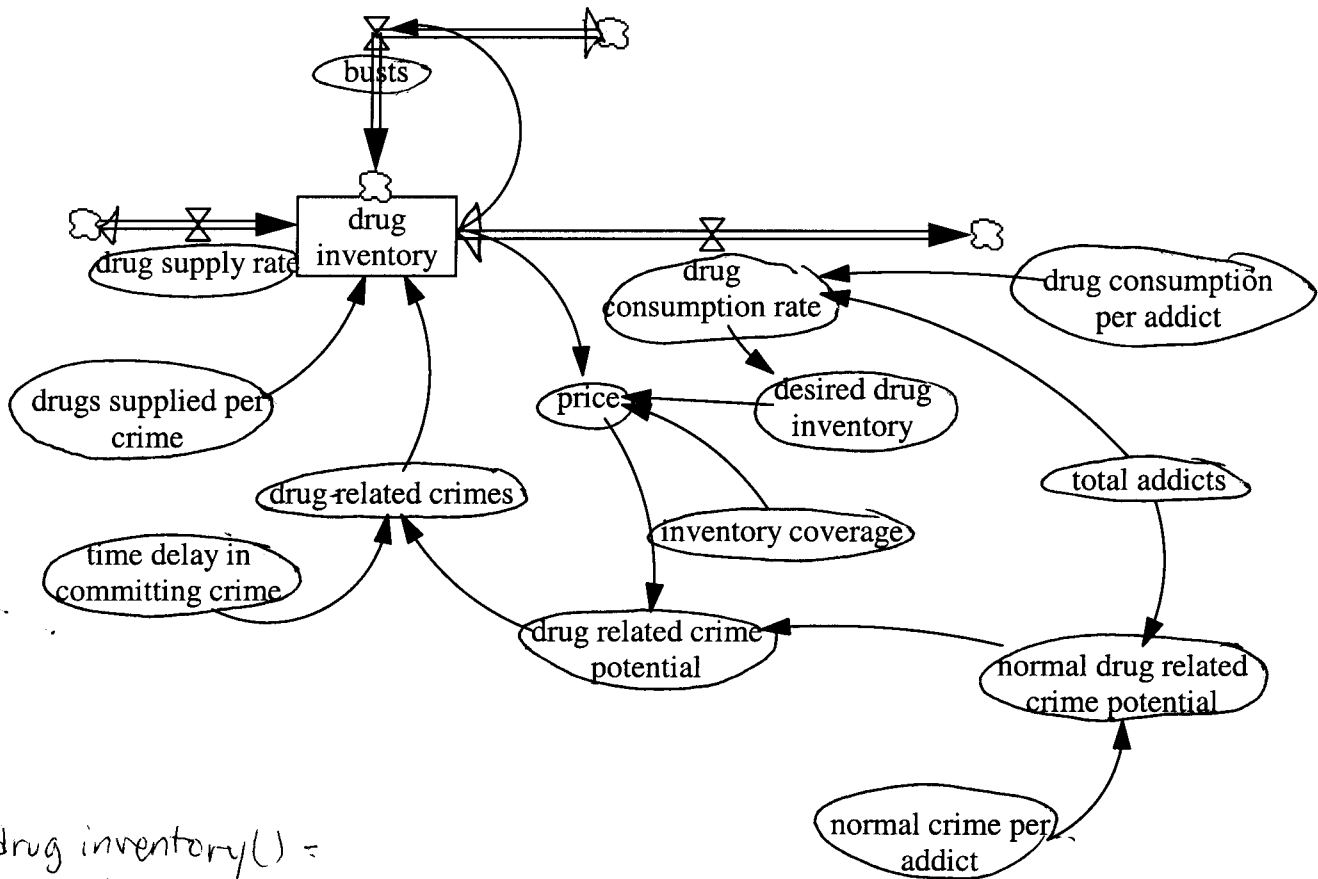 busts
drug
inventory
drug supply rate
drug
consumption rate
drug consumption
per addict
drugs supplied per
crime
price
desired drug
inventory
drug-related crimes
total addicts
inventory coverage
time delay in
committing crime
drug related crime
potential
normal drug related
crime potential
normal crime per
addict
drug inventory() =